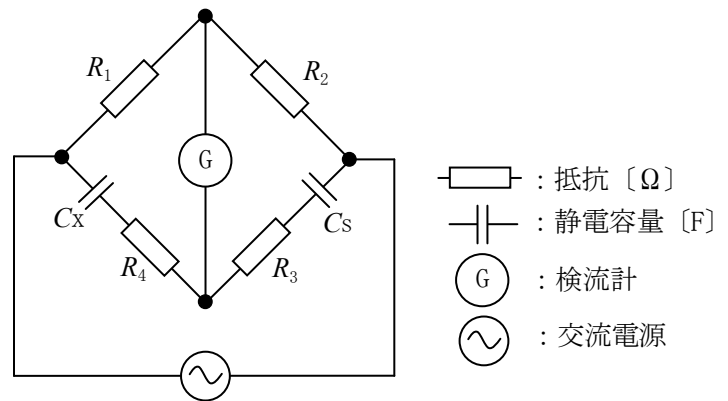 R₁
R₂
G
Cx
Cs
R₄
R₃
: 抵抗〔Ω〕
: 静電容量〔F〕
G : 検流計
: 交流電源